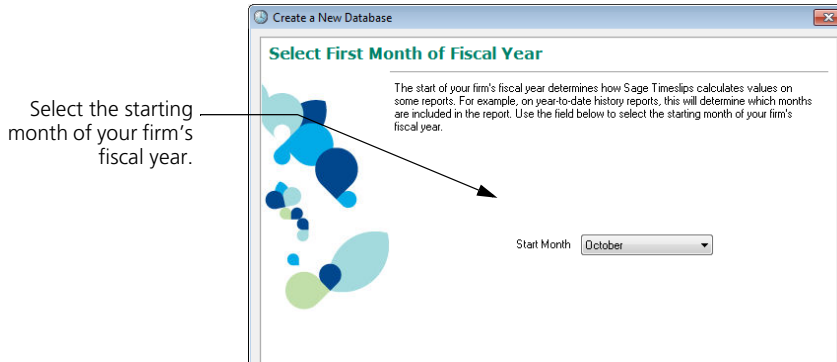 Create a New Database
Select First Month of Fiscal Year
The start of your firm's fiscal year determines how Sage Timeslips calculates values on
some reports. For example, on year-to-date history reports, this will determine which months
are included in the report. Use the field below to select the starting month of your firm's
fiscal year.
Select the starting
month of your firm's
fiscal year.
Start Month October